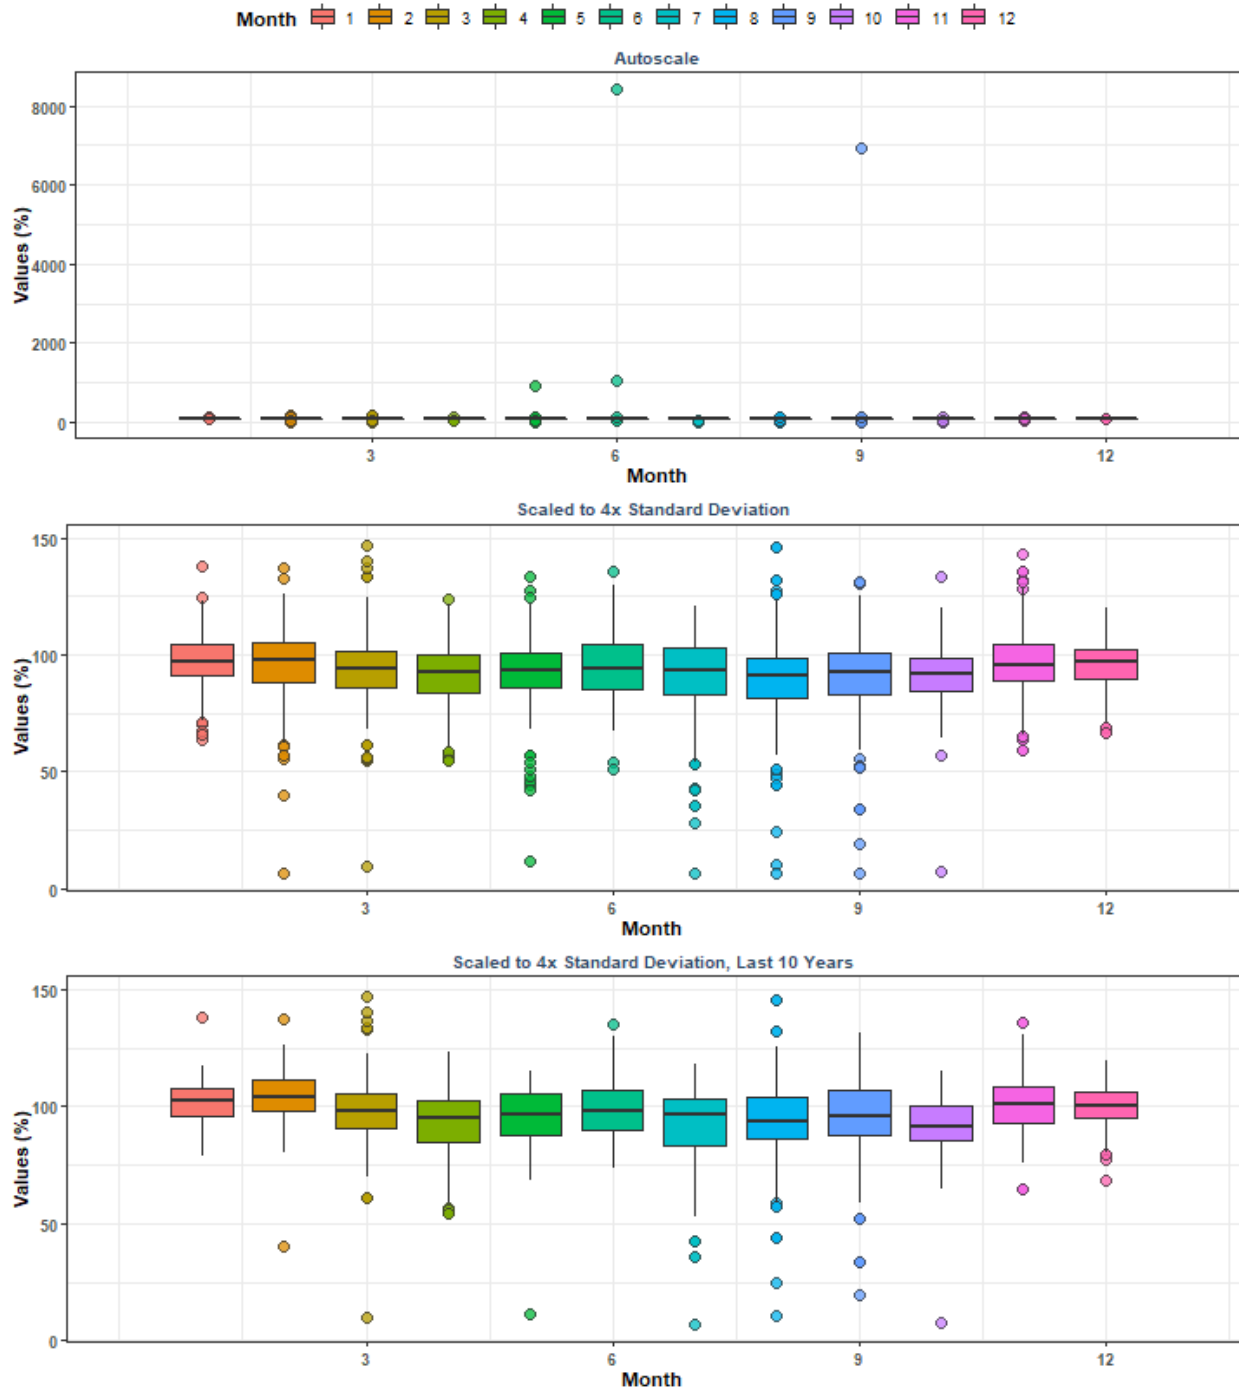 Month 1 2 3 4 5 6 7 8 9 10 11 12
Autoscale
Values (%)
8000
6000
4000
2000
0
3 6 9 12
Month
Scaled to 4x Standard Deviation
Values (%)
150
100
50
0
3 6 9 12
Month
Scaled to 4x Standard Deviation, Last 10 Years
Values (%)
150
100
50
0
3 6 9 12
Month